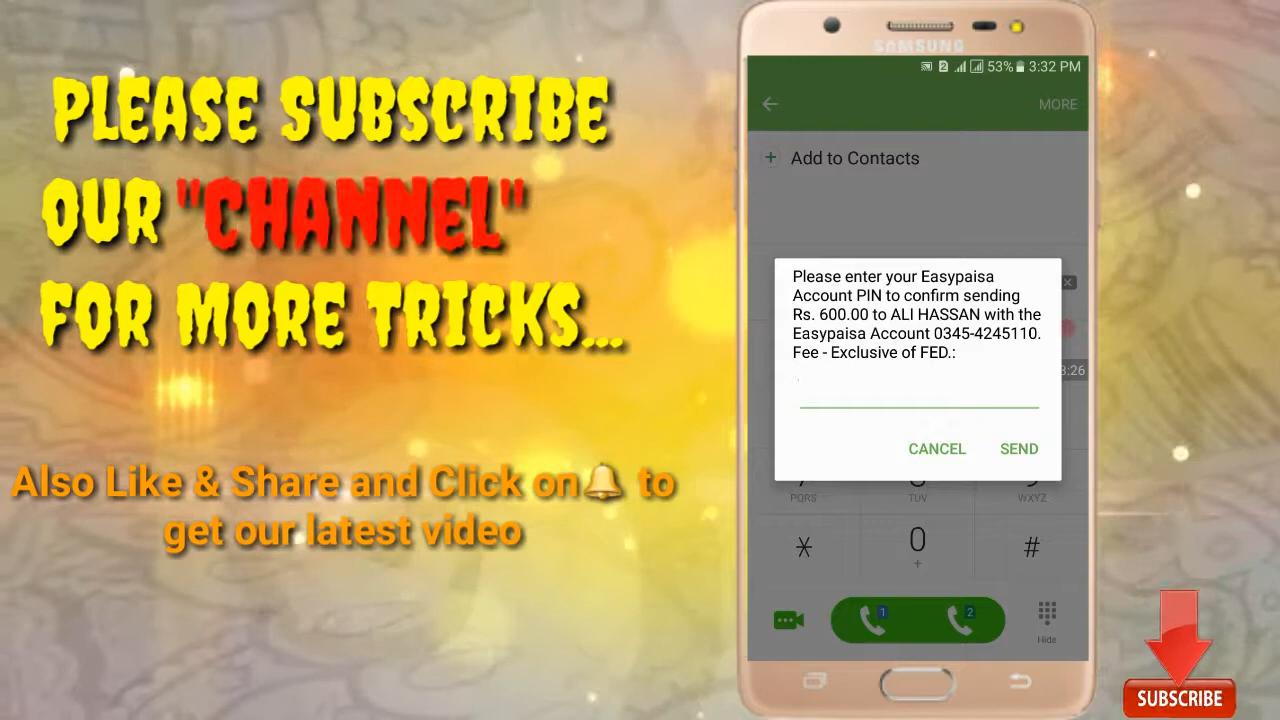 PLEASE SUBSCRIBE
OUR "CHANNEL"
FOR MORE TRICKS...
Also Like & Share and Click on🔔 to
get our latest video
SAMSUNG
2 53% 3:32 PM
MORE
+ Add to Contacts
Please enter your Easypaisa
Account PIN to confirm sending
Rs. 600.00 to ALI HASSAN with the
Easypaisa Account 0345-4245110.
Fee - Exclusive of FED.:
3:26
CANCEL SEND
PQRS TUV WXYZ
* 0 #
+
1 2
Hide
SUBSCRIBE